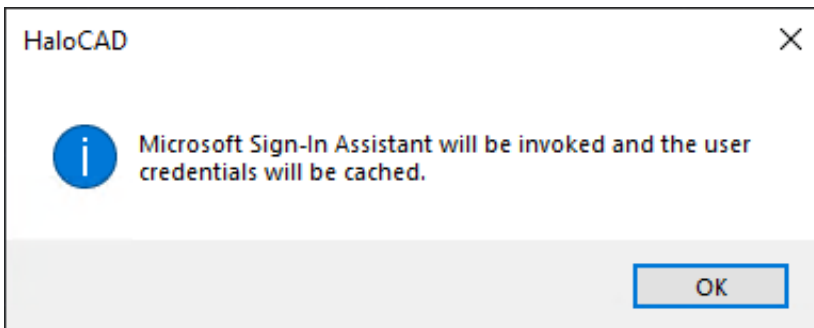 HaloCAD
Microsoft Sign-In Assistant will be invoked and the user
credentials will be cached.
OK